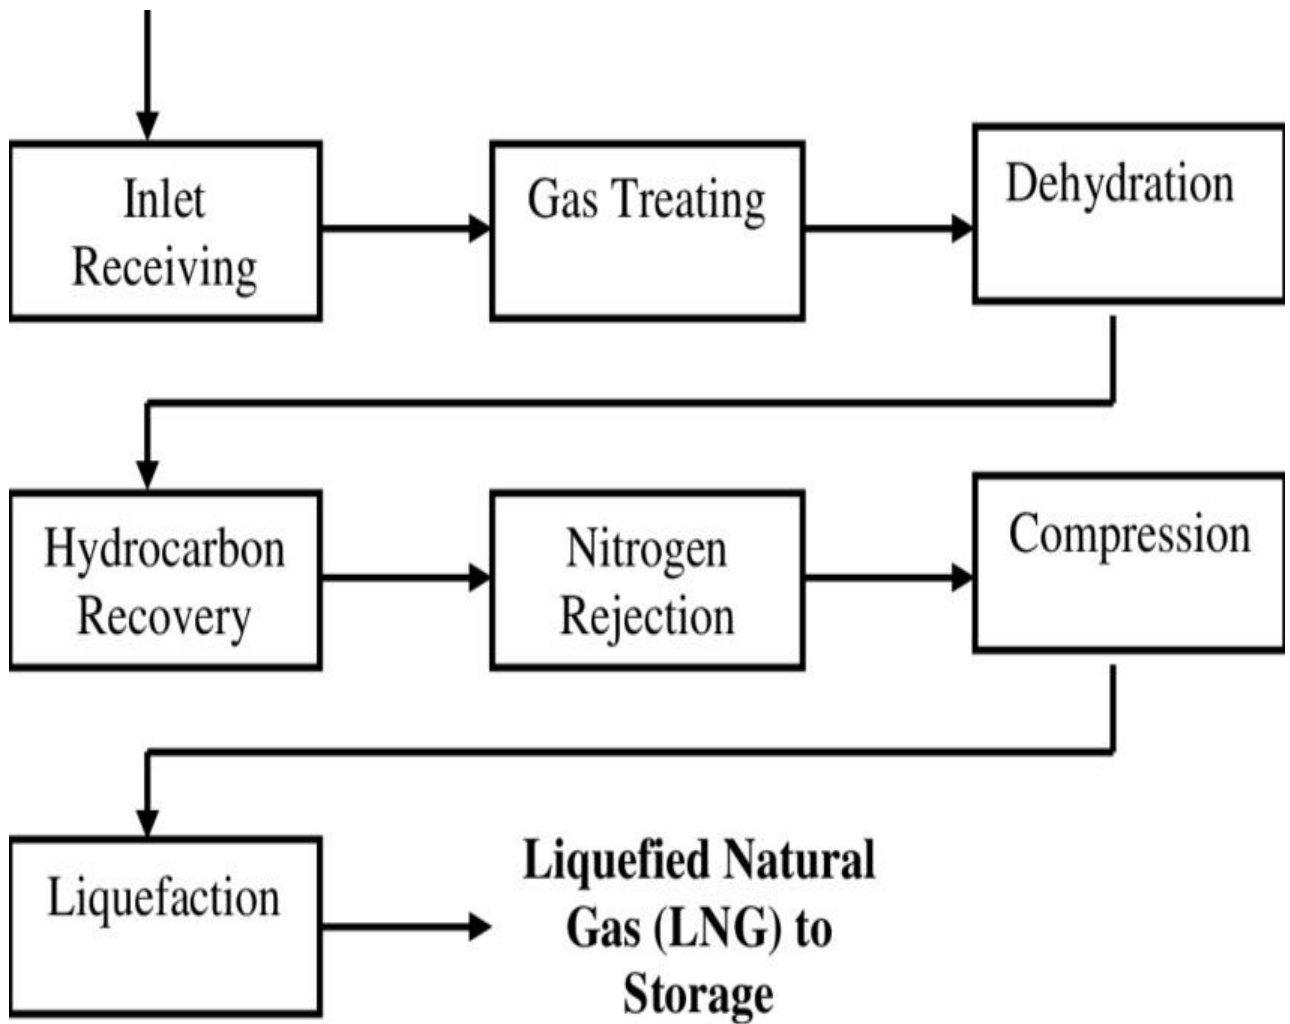 Inlet
Receiving
Gas Treating
Dehydration
Hydrocarbon
Recovery
Nitrogen
Rejection
Compression
Liquefaction
Liquefied Natural
Gas (LNG) to
Storage